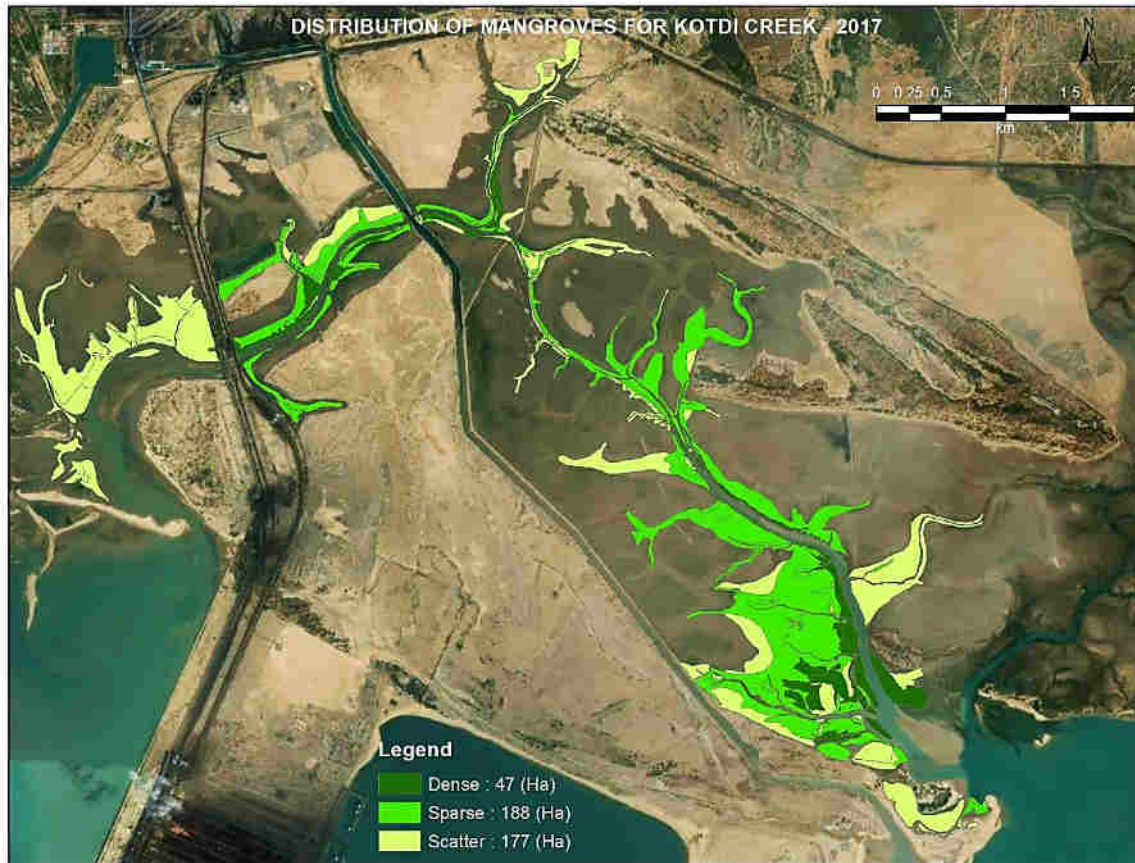 DISTRIBUTION OF MANGROVES FOR KOTDI CREEK - 2017
N
0 0.25 0.5 1 1.5 2
km
Legend
Dense : 47 (Ha)
Sparse : 188 (Ha)
Scatter : 177 (Ha)